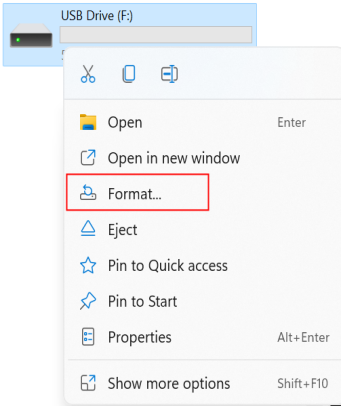 USB Drive (F:)
Open Enter
Open in new window
Format...
Eject
Pin to Quick access
Pin to Start
Properties Alt+Enter
Show more options Shift+F10